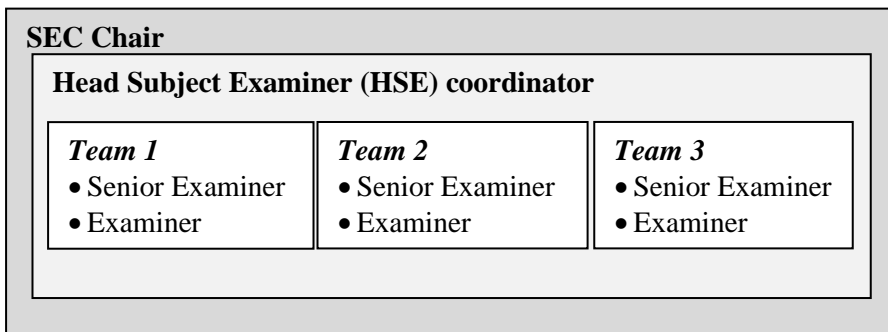 SEC Chair
Head Subject Examiner (HSE) coordinator
Team 1
• Senior Examiner
• Examiner
Team 2
• Senior Examiner
• Examiner
Team 3
• Senior Examiner
• Examiner